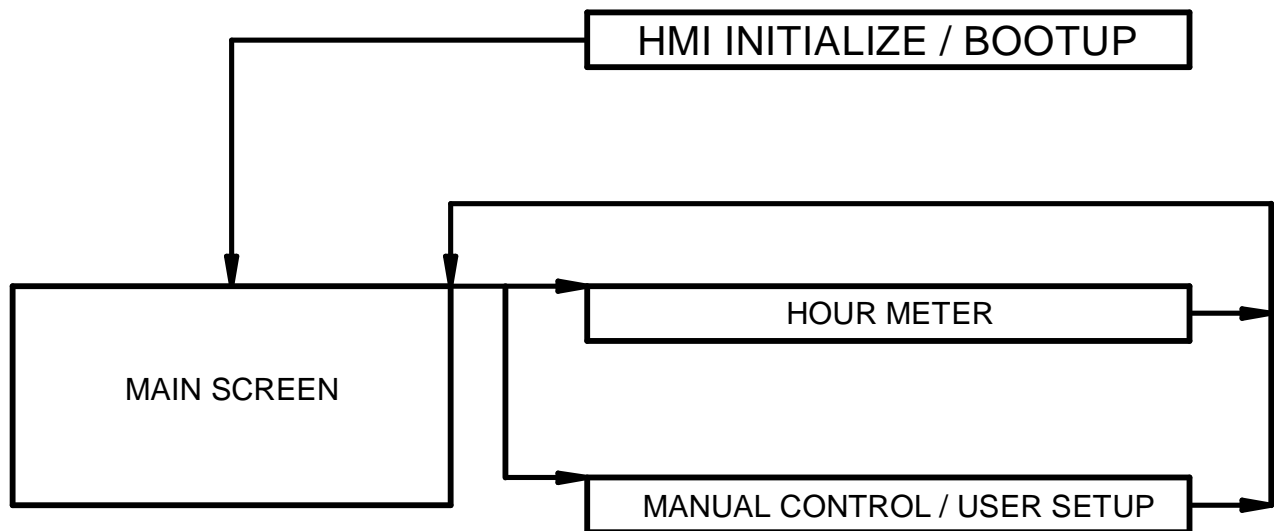 HMI INITIALIZE / BOOTUP
HOUR METER
MAIN SCREEN
MANUAL CONTROL / USER SETUP